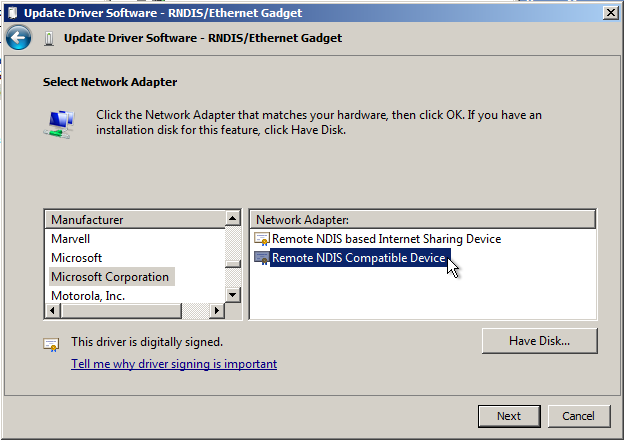 Update Driver Software - RNDIS/Ethernet Gadget
Update Driver Software - RNDIS/Ethernet Gadget
Select Network Adapter
Click the Network Adapter that matches your hardware, then click OK. If you have an
installation disk for this feature, click Have Disk.
Manufacturer
Marvell
Microsoft
Microsoft Corporation
Motorola, Inc.
Network Adapter:
Remote NDIS based Internet Sharing Device
Remote NDIS Compatible Device
This driver is digitally signed.
Tell me why driver signing is important
Have Disk...
Next
Cancel